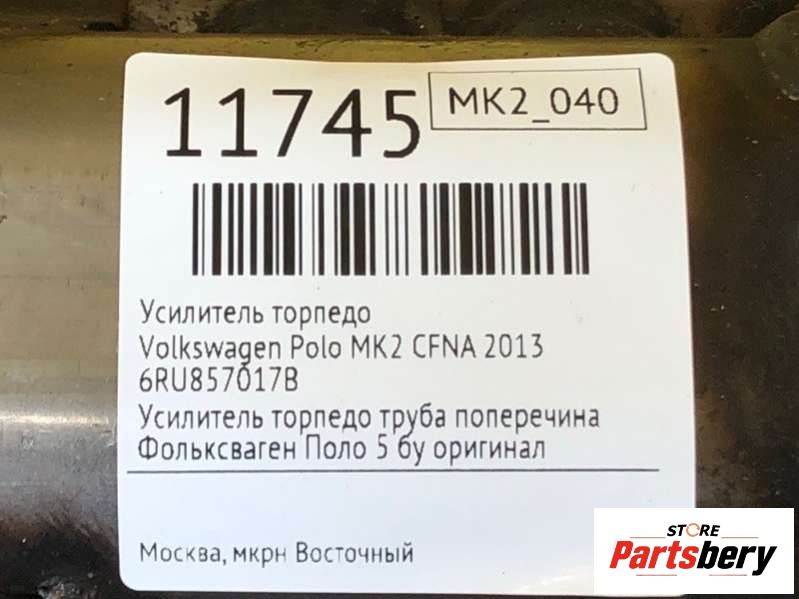 11745
MK2_040
Усилитель торпедо
Volkswagen Polo MK2 CFNA 2013
6RU857017B
Усилитель торпедо труба поперечина
Фольксваген Поло 5 бу оригинал
Москва, мкрн Восточный
STORE
Partsbery